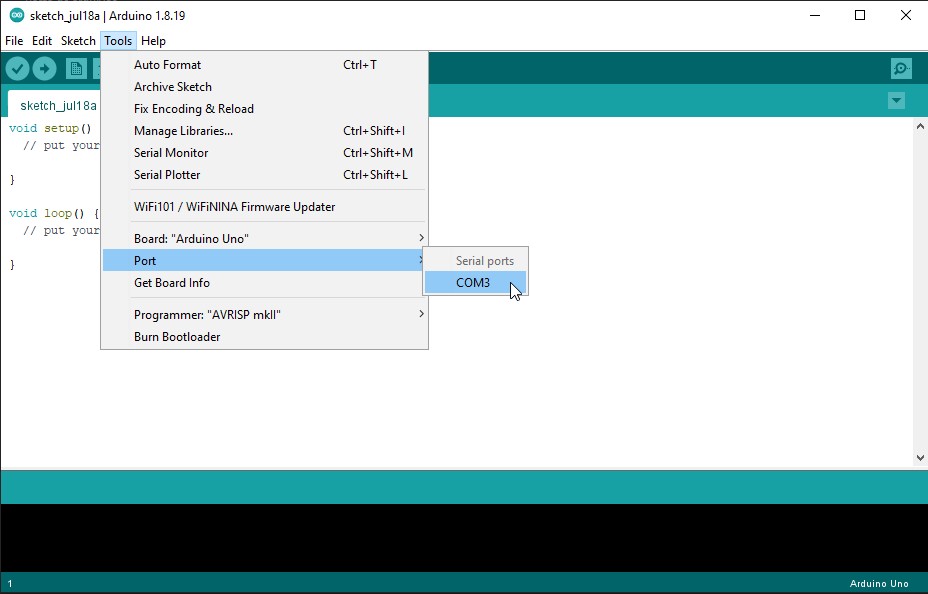 sketch_jul18a | Arduino 1.8.19
File Edit Sketch Tools Help
sketch_jul18a
void setup()
// put your
}
void loop() {
// put your
}
Auto Format Ctrl+T
Archive Sketch
Fix Encoding & Reload
Manage Libraries... Ctrl+Shift+I
Serial Monitor Ctrl+Shift+M
Serial Plotter Ctrl+Shift+L
WiFi101 / WiFiNINA Firmware Updater
Board: "Arduino Uno"
Port
Get Board Info
Programmer: "AVRISP mkII"
Burn Bootloader
Serial ports
COM3
1 Arduino Uno